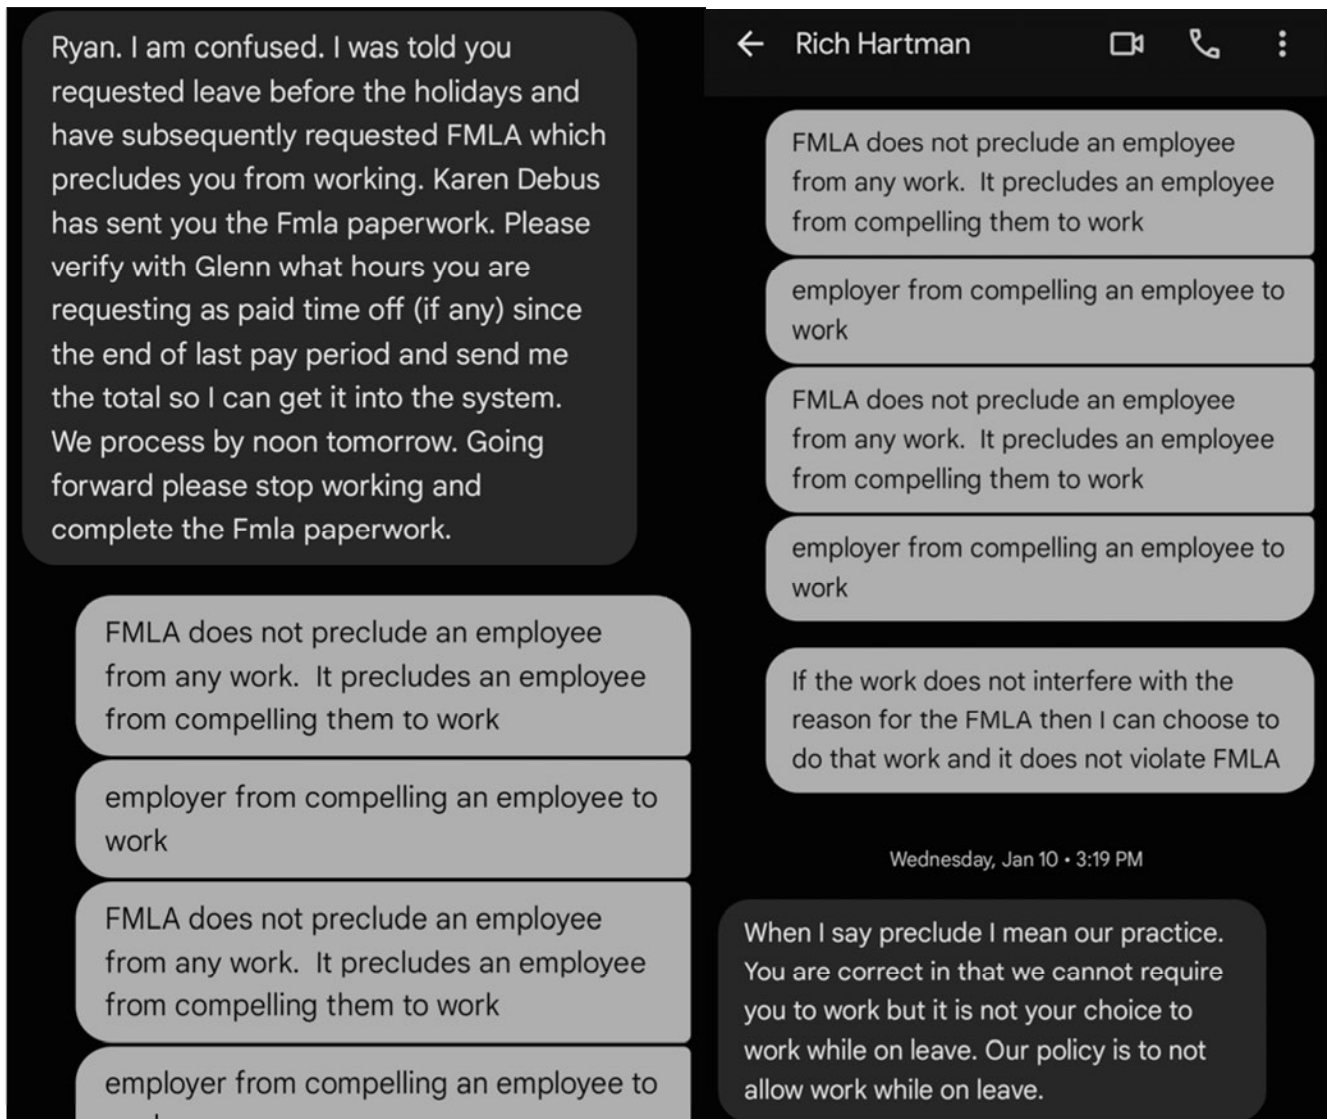 Ryan. I am confused. I was told you
requested leave before the holidays and
have subsequently requested FMLA which
precludes you from working. Karen Debus
has sent you the Fmla paperwork. Please
verify with Glenn what hours you are
requesting as paid time off (if any) since
the end of last pay period and send me
the total so I can get it into the system.
We process by noon tomorrow. Going
forward please stop working and
complete the Fmla paperwork.
FMLA does not preclude an employee
from any work. It precludes an employee
from compelling them to work
employer from compelling an employee to
work
FMLA does not preclude an employee
from any work. It precludes an employee
from compelling them to work
employer from compelling an employee to
Rich Hartman
FMLA does not preclude an employee
from any work. It precludes an employee
from compelling them to work
employer from compelling an employee to
work
FMLA does not preclude an employee
from any work. It precludes an employee
from compelling them to work
employer from compelling an employee to
work
If the work does not interfere with the
reason for the FMLA then I can choose to
do that work and it does not violate FMLA
Wednesday, Jan 10 • 3:19 PM
When I say preclude I mean our practice.
You are correct in that we cannot require
you to work but it is not your choice to
work while on leave. Our policy is to not
allow work while on leave.